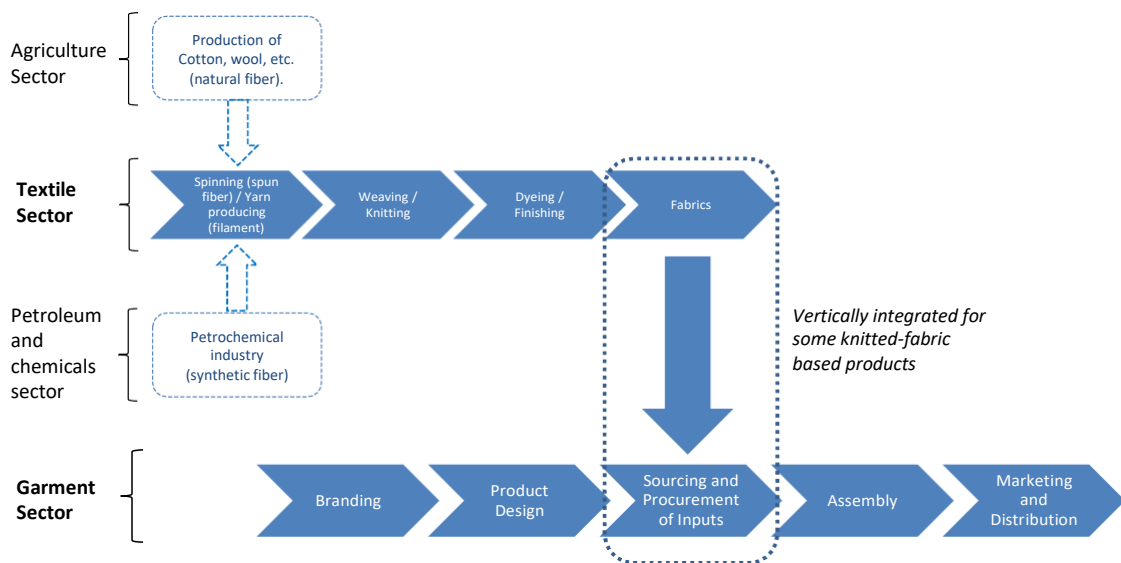 Agriculture
Sector
Production of
Cotton, wool, etc.
(natural fiber).
Textile
Sector
Spinning (spun
fiber) / Yarn
producing
(filament)
Weaving /
Knitting
Dyeing /
Finishing
Fabrics
Petroleum
and
chemicals
sector
Petrochemical
industry
(synthetic fiber)
Vertically integrated for
some knitted-fabric
based products
Garment
Sector
Branding
Product
Design
Sourcing and
Procurement
of Inputs
Assembly
Marketing
and
Distribution